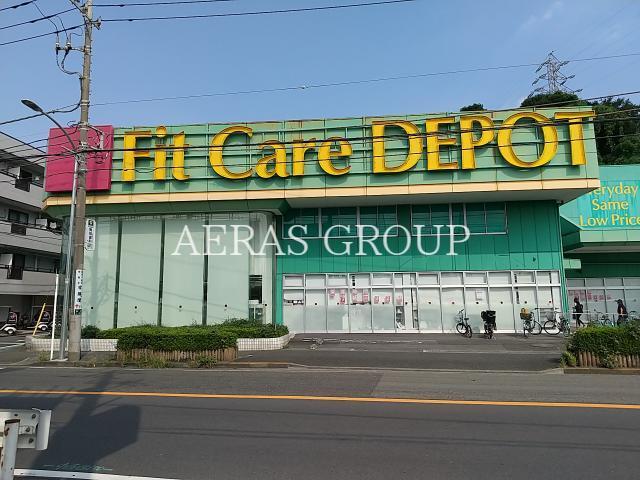 Fit Care DEPOT
Everyday
Same
Low Price
AERAS GROUP